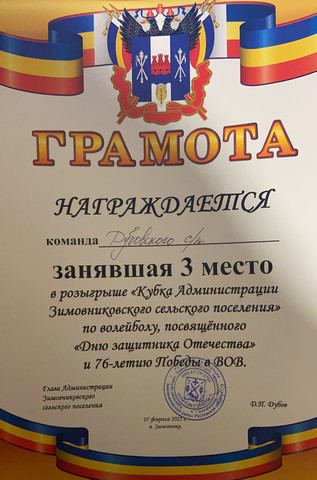 ГРАМОТА
НАГРАЖДАЕТСЯ
команда Дубовского с/п
занявшая 3 место
в розыгрыше «Кубка Администрации
Зимовниковского сельского поселения»
по волейболу, посвящённого
«Дню защитника Отечества»
и 76-летию Победы в ВОВ.
Глава Администрации
Зимовниковского
сельского поселения
Д.П. Дубов
07 февраля
п. Зимовники.